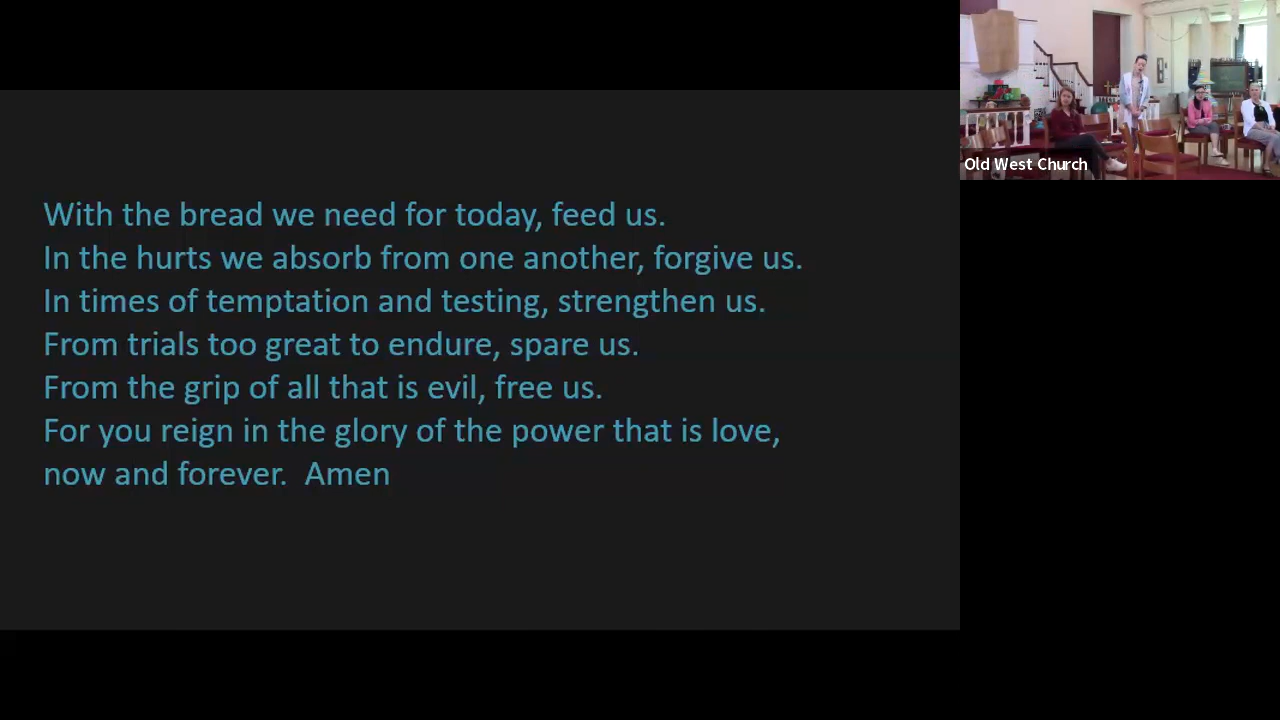 With the bread we need for today, feed us.
In the hurts we absorb from one another, forgive us.
In times of temptation and testing, strengthen us.
From trials too great to endure, spare us.
From the grip of all that is evil, free us.
For you reign in the glory of the power that is love,
now and forever.  Amen
Old West Church